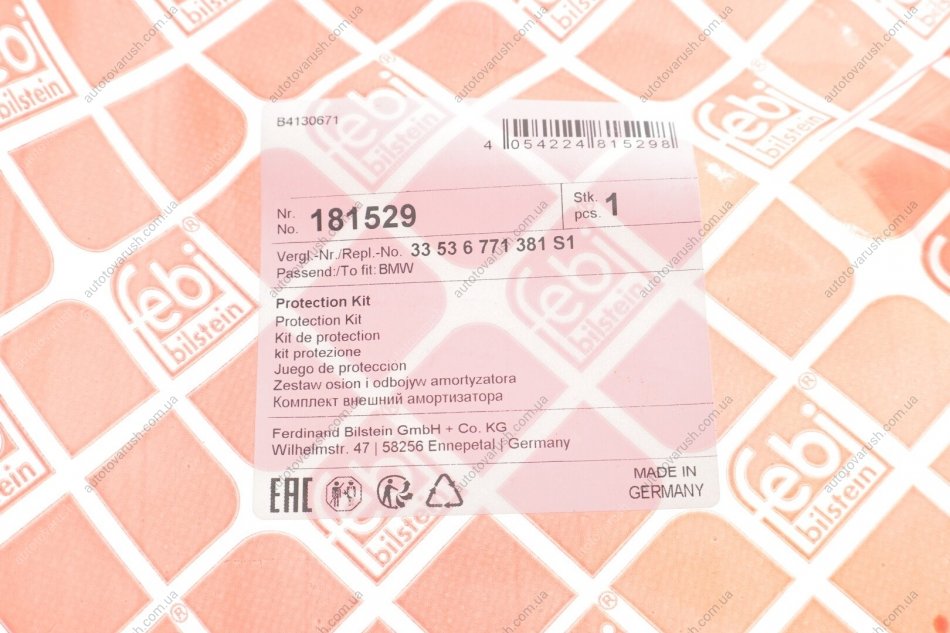 B4130671
4 054224 815298
Nr.
No. 181529
Stk.
pcs. 1
Vergl.-Nr./Repl.-No. 33 53 6 771 381 S1
Passend:/To fit: BMW
Protection Kit
Protection Kit
Kit de protection
kit protezione
Juego de protección
Zestaw osion i odbojyw amortyzatora
Комплект внешний амортизатора
Ferdinand Bilstein GmbH + Co. KG
Wilhelmstr. 47 | 58256 Ennepetal | Germany
EAC
MADE IN
GERMANY
febi
bilstein
autotovarush.com.ua